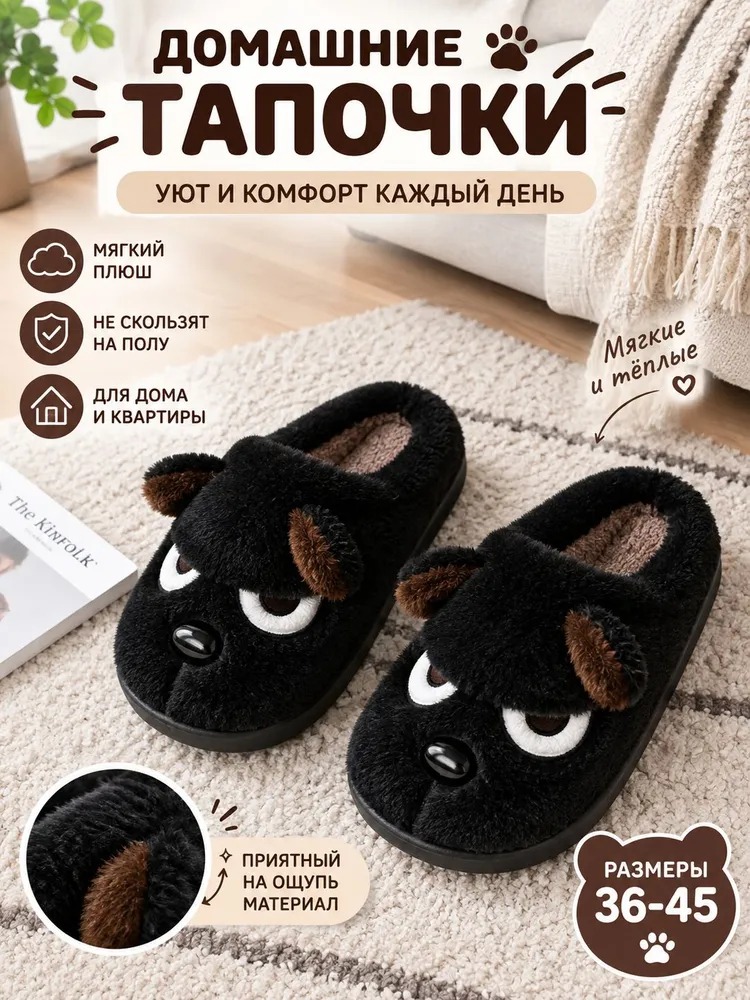 ДОМАШНИЕ
ТАПОЧКИ
УЮТ И КОМФОРТ КАЖДЫЙ ДЕНЬ
МЯГКИЙ
ПЛЮШ
НЕ СКОЛЬЗЯТ
НА ПОЛУ
ДЛЯ ДОМА
И КВАРТИРЫ
Мягкие
и тёплые
The KINFOLK
ПРИЯТНЫЙ
НА ОЩУПЬ
МАТЕРИАЛ
РАЗМЕРЫ
36-45